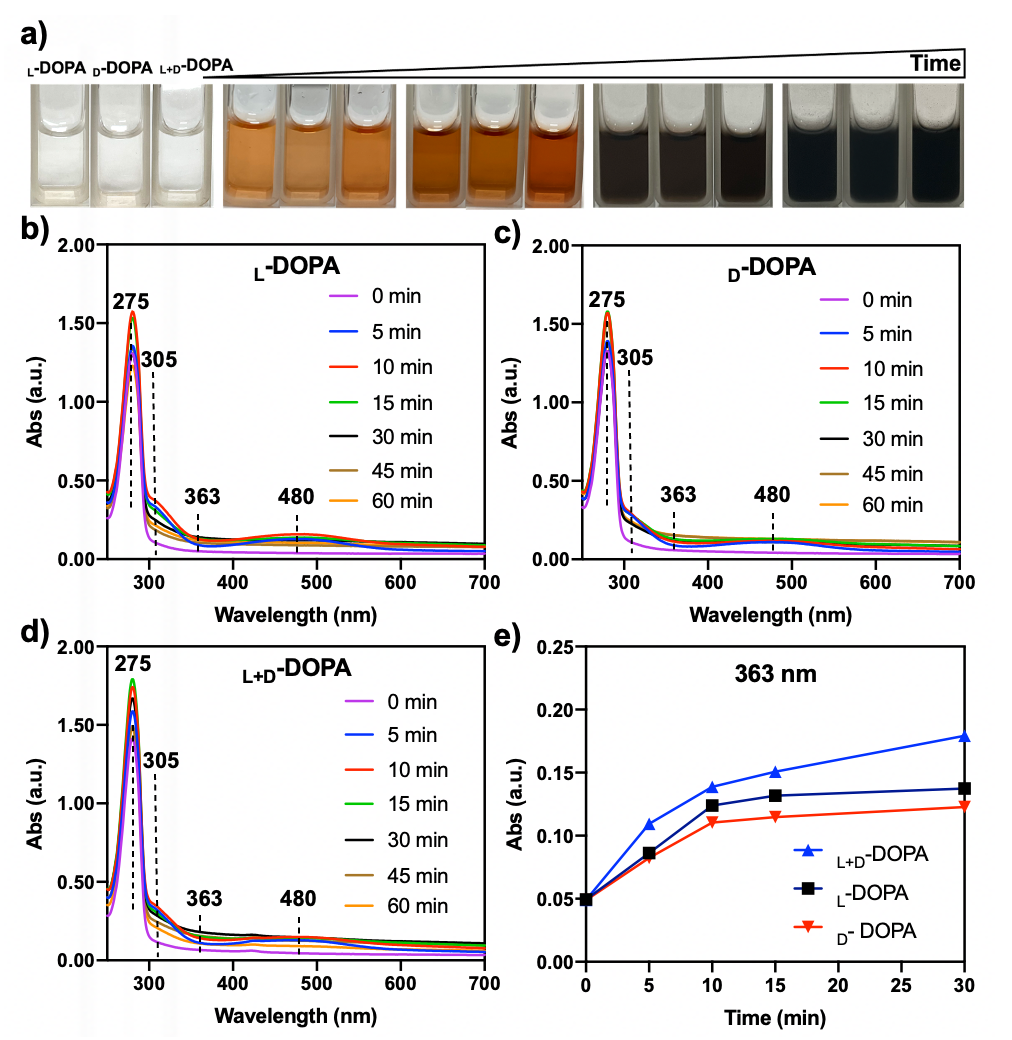 a)
L-DOPA D-DOPA L+D-DOPA
Time
b)
2.00
1.50
1.00
0.50
0.00
Abs (a.u.)
L-DOPA
275
305
363
480
0 min
5 min
10 min
15 min
30 min
45 min
60 min
300 400 500 600 700
Wavelength (nm)
c)
2.00
1.50
1.00
0.50
0.00
Abs (a.u.)
D-DOPA
275
305
363
480
0 min
5 min
10 min
15 min
30 min
45 min
60 min
300 400 500 600 700
Wavelength (nm)
d)
2.00
1.50
1.00
0.50
0.00
Abs (a.u.)
L+D-DOPA
275
305
363
480
0 min
5 min
10 min
15 min
30 min
45 min
60 min
300 400 500 600 700
Wavelength (nm)
e)
0.25
0.20
0.15
0.10
0.05
0.00
Abs (a.u.)
363 nm
L+D-DOPA
L-DOPA
D- DOPA
0 5 10 15 20 25 30
Time (min)